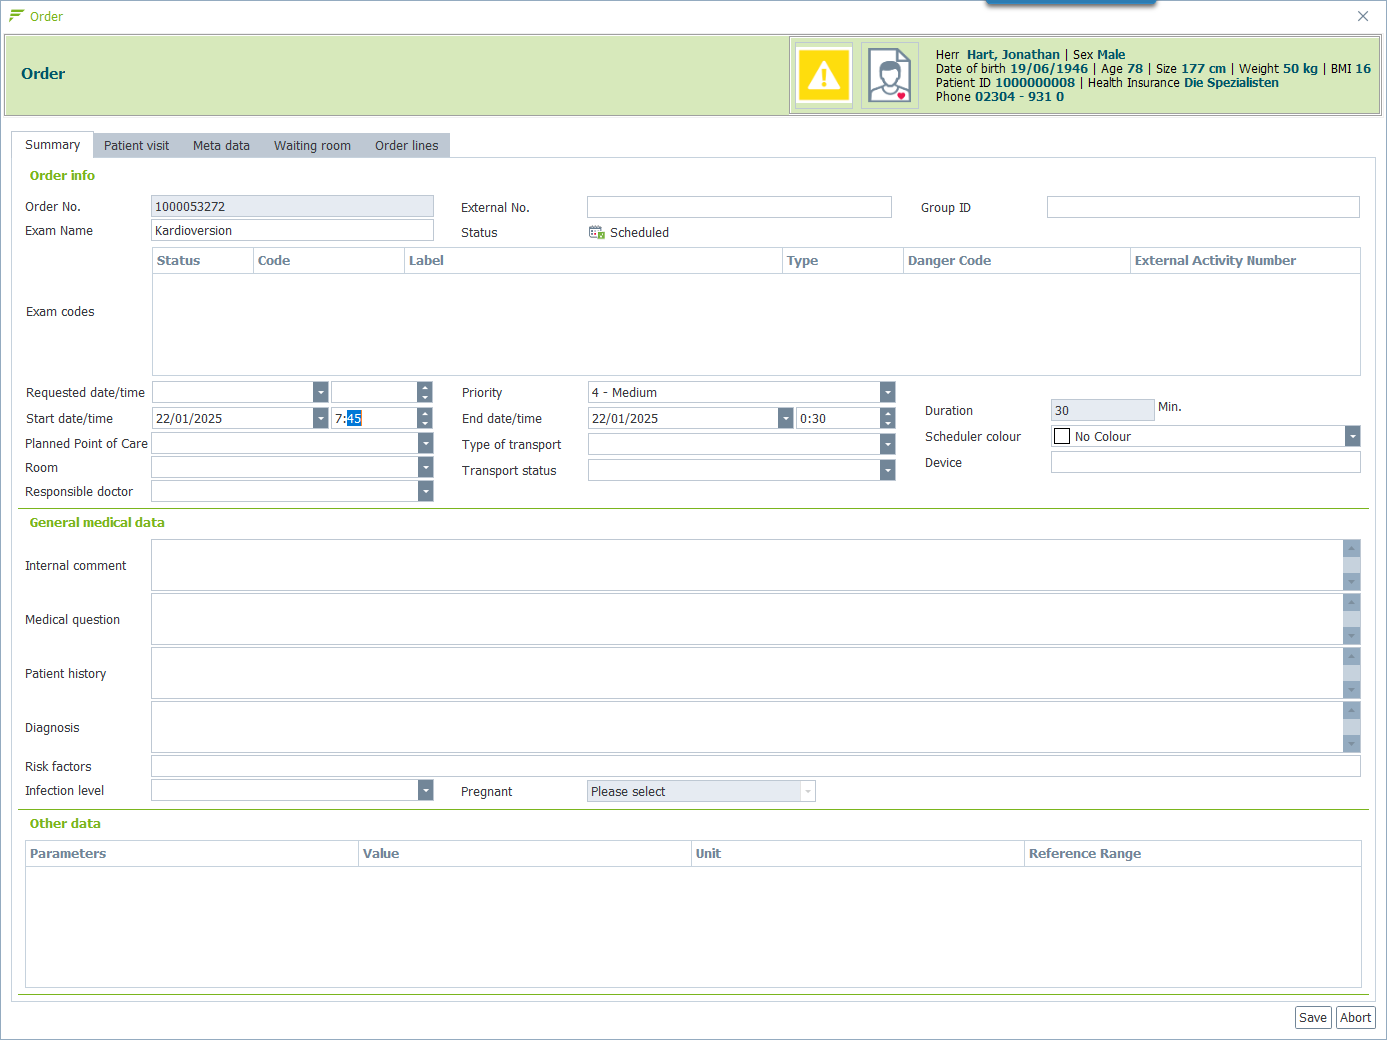 Order
Order
Herr Hart, Jonathan | Sex Male
Date of birth 19/06/1946 | Age 78 | Size 177 cm | Weight 50 kg | BMI 16
Patient ID 1000000008 | Health Insurance Die Spezialisten
Phone 02304 - 931 0
Summary Patient visit Meta data Waiting room Order lines
Order info
Order No. 1000053272 External No. Group ID
Exam Name Kardioversion Status Scheduled
Status Code Label Type Danger Code External Activity Number
Exam codes
Requested date/time Priority 4 - Medium
Start date/time 22/01/2025 7:45 End date/time 22/01/2025 0:30 Duration 30 Min.
Planned Point of Care Type of transport Scheduler colour No Colour
Room Transport status Device
Responsible doctor
General medical data
Internal comment
Medical question
Patient history
Diagnosis
Risk factors
Infection level Pregnant Please select
Other data
Parameters Value Unit Reference Range
Save Abort